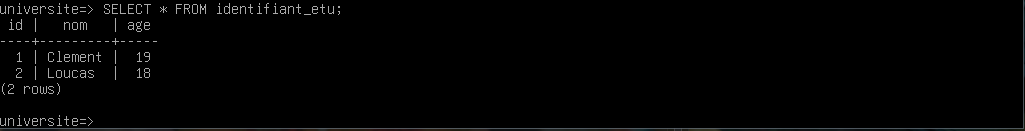 universite=> SELECT * FROM identifiant_etu;
 id |   nom   | age
----+---------+-----
  1 | Clement |  19
  2 | Loucas  |  18
(2 rows)
universite=>